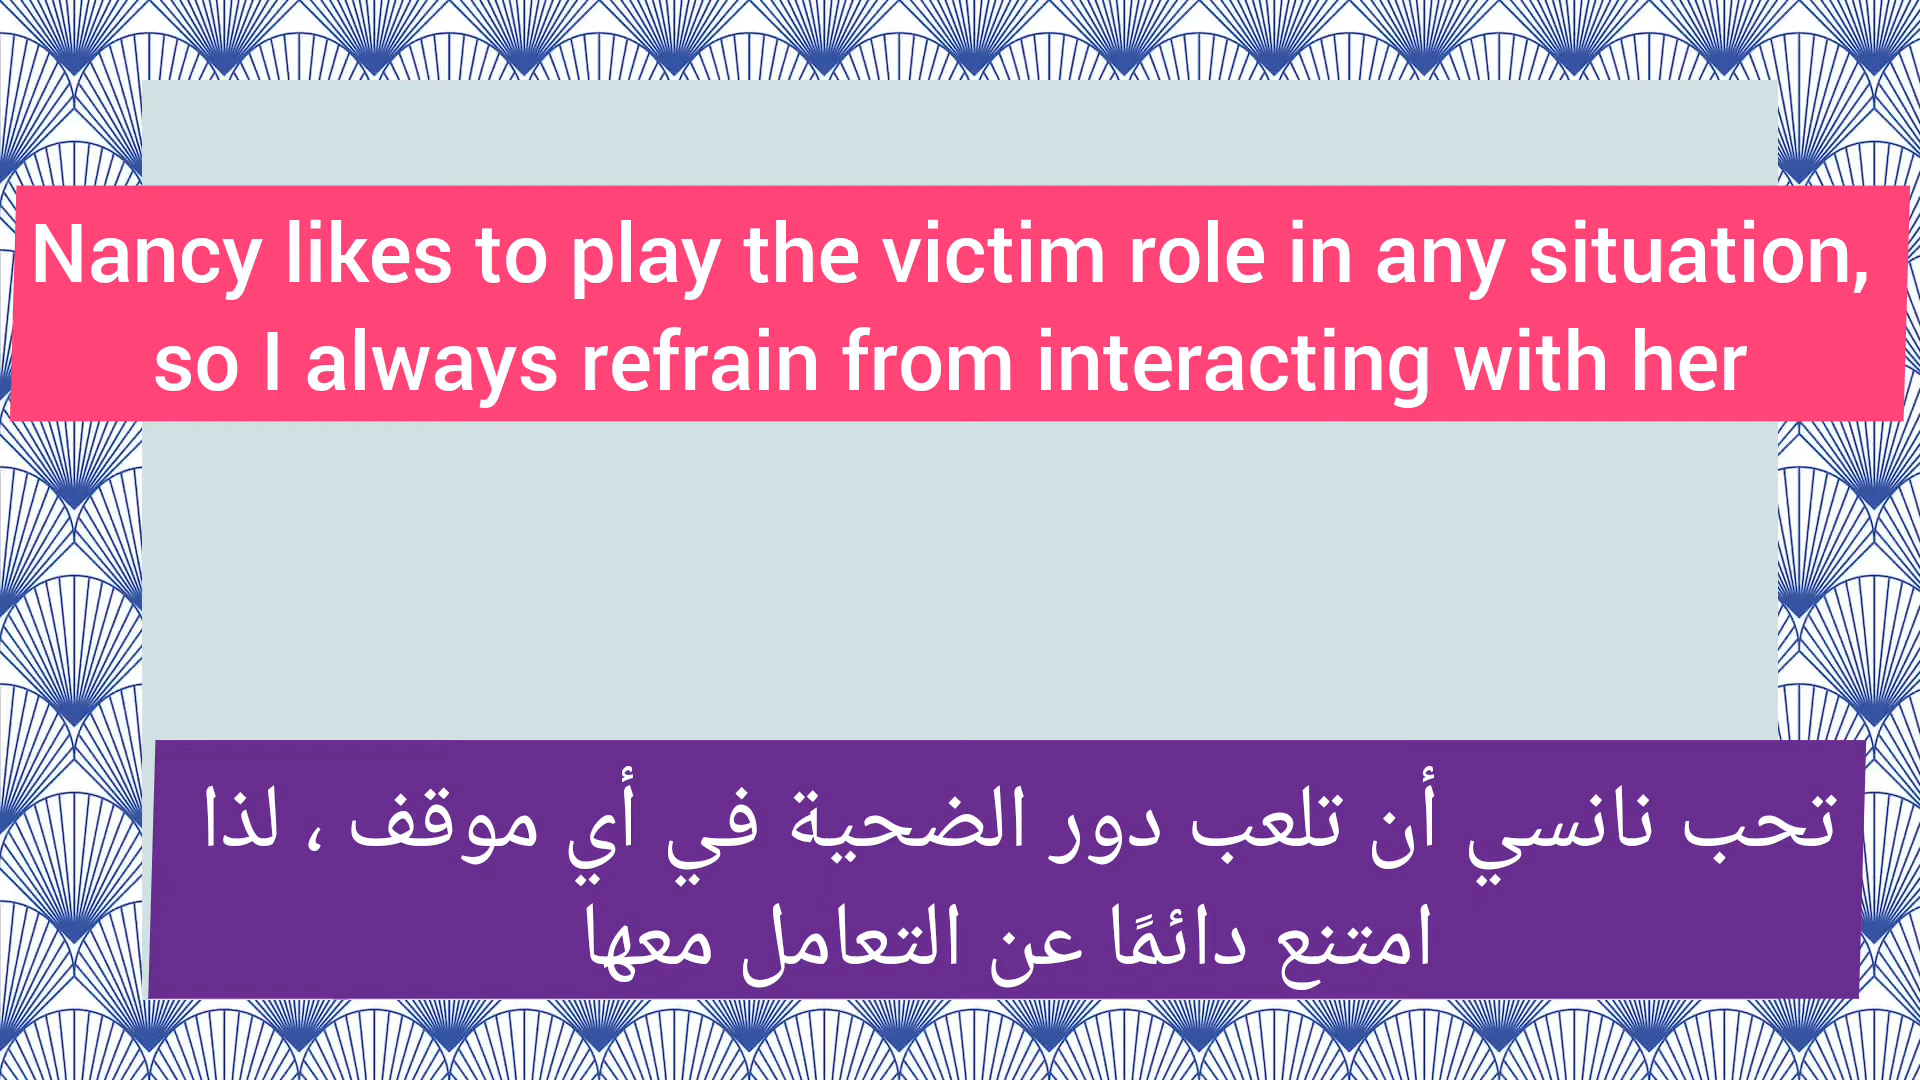 Nancy likes to play the victim role in any situation,
so I always refrain from interacting with her
تحب نانسي أن تلعب دور الضحية في أي موقف ، لذا
امتنع دائمًا عن التعامل معها